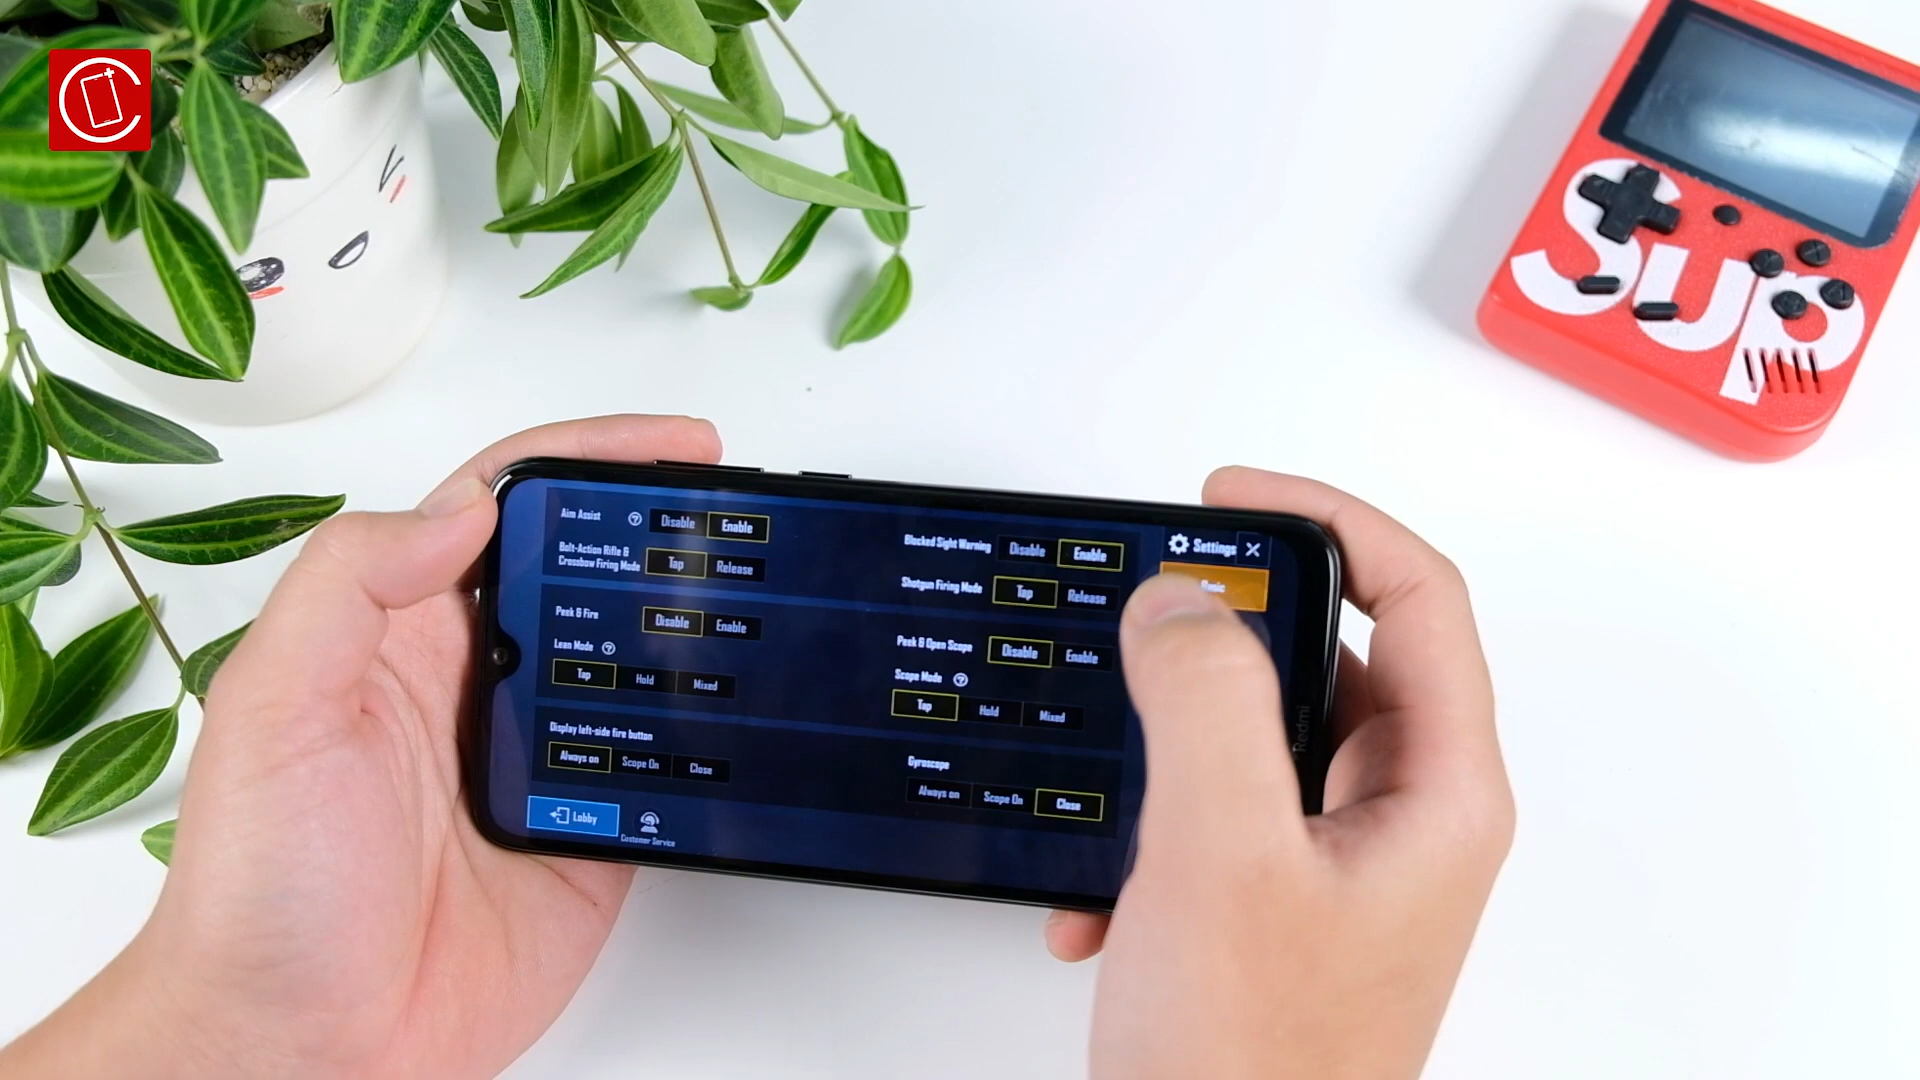 Sup
Aim Assist
Disable
Enable
Bolt-Action Rifle &
Crossbow Firing Mode
Tap
Release
Blocked Sight Warning
Disable
Enable
Shotgun Firing Mode
Tap
Release
Settings
Peek & Fire
Disable
Enable
Lean Mode
Tap
Hold
Mixed
Peek & Open Scope
Disable
Enable
Scope Mode
Tap
Hold
Mixed
Display left-side fire button
Always on
Scope On
Close
Gyroscope
Always on
Scope On
Close
Lobby
Customer Service
Redmi